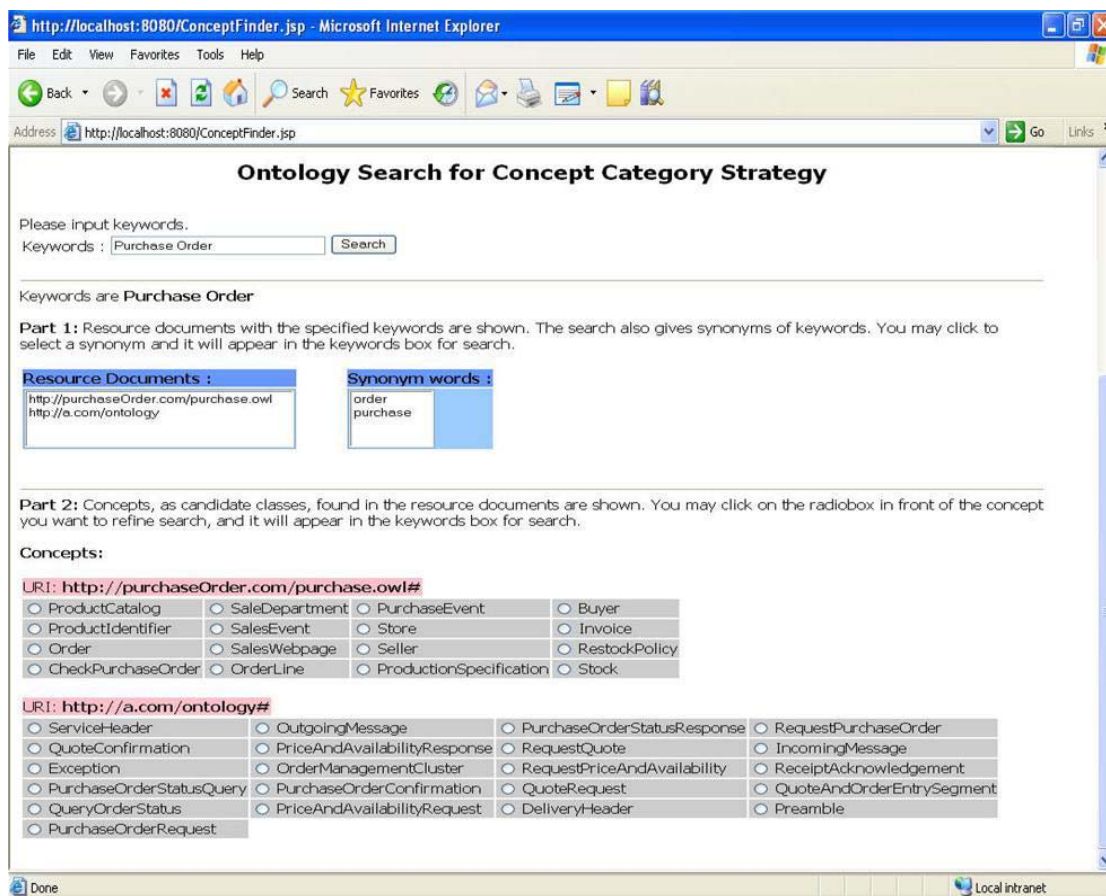 http://localhost:8080/ConceptFinder.jsp - Microsoft Internet Explorer
File Edit View Favorites Tools Help
Back Search Favorites
Address http://localhost:8080/ConceptFinder.jsp Go Links
Ontology Search for Concept Category Strategy
Please input keywords.
Keywords : Purchase Order Search
Keywords are Purchase Order
Part 1: Resource documents with the specified keywords are shown. The search also gives synonyms of keywords. You may click to
select a synonym and it will appear in the keywords box for search.
Resource Documents : Synonym words :
http://purchaseOrder.com/purchase.owl order
http://a.com/ontology purchase
Part 2: Concepts, as candidate classes, found in the resource documents are shown. You may click on the radiobox in front of the concept
you want to refine search, and it will appear in the keywords box for search.
Concepts:
URI: http://purchaseOrder.com/purchase.owl#
ProductCatalog SaleDepartment PurchaseEvent Buyer
ProductIdentifier SalesEvent Store Invoice
Order SalesWebpage Seller RestockPolicy
CheckPurchaseOrder OrderLine ProductionSpecification Stock
URI: http://a.com/ontology#
ServiceHeader OutgoingMessage PurchaseOrderStatusResponse RequestPurchaseOrder
QuoteConfirmation PriceAndAvailabilityResponse RequestQuote IncomingMessage
Exception OrderManagementCluster RequestPriceAndAvailability ReceiptAcknowledgement
PurchaseOrderStatusQuery PurchaseOrderConfirmation QuoteRequest QuoteAndOrderEntrySegment
QueryOrderStatus PriceAndAvailabilityRequest DeliveryHeader Preamble
PurchaseOrderRequest
Done Local intranet